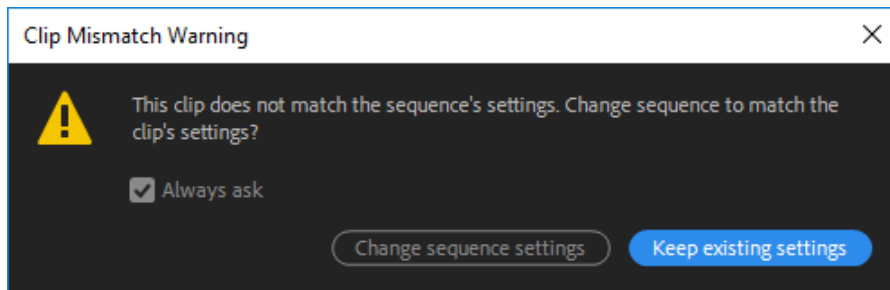 Clip Mismatch Warning
This clip does not match the sequence's settings. Change sequence to match the
clip's settings?
Always ask
Change sequence settings
Keep existing settings